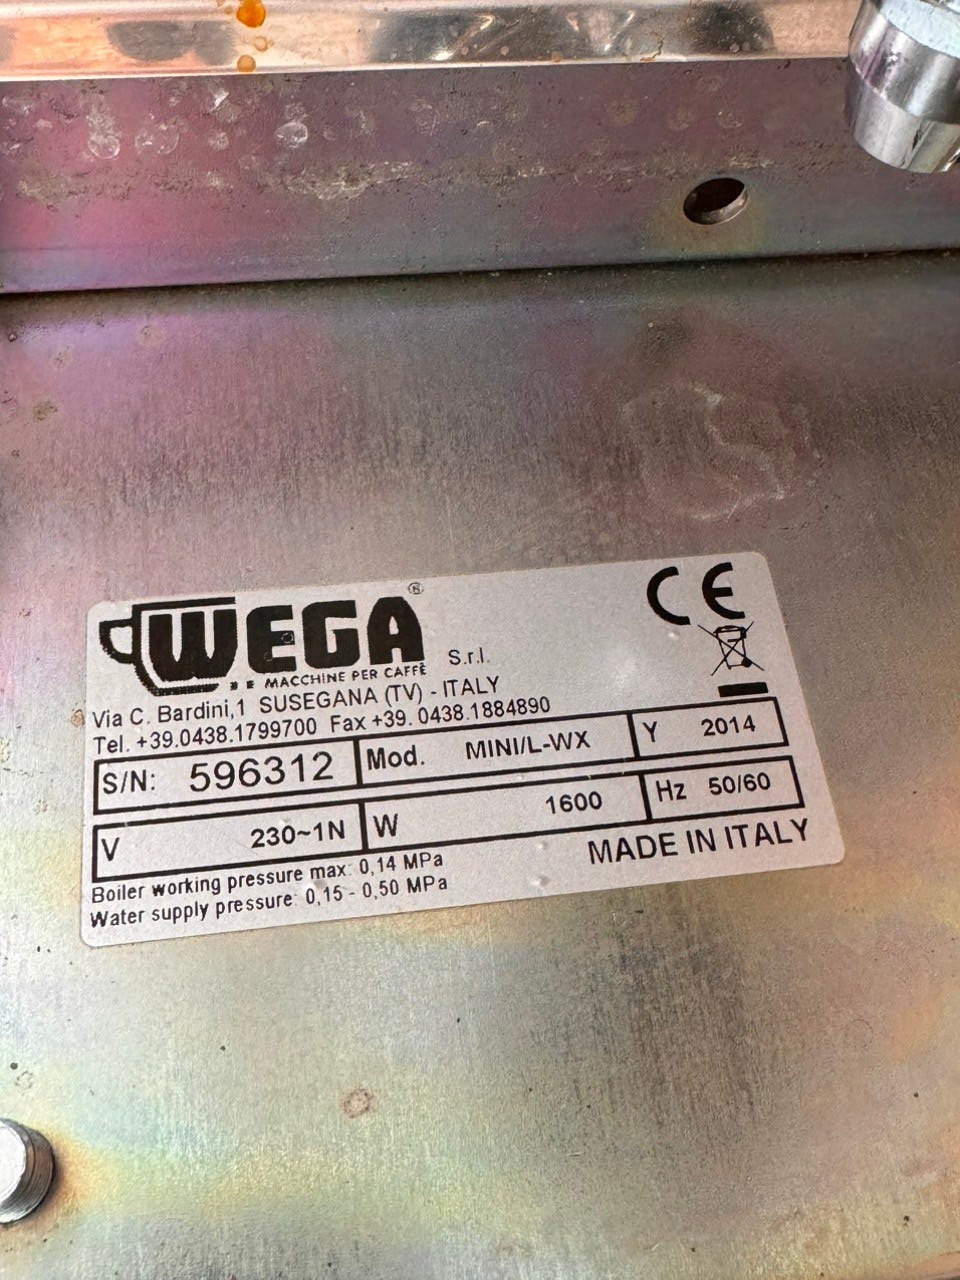 WEGA ® S.r.l.
MACCHINE PER CAFFÈ
CE
Via C. Bardini,1 SUSEGANA (TV) - ITALY
Tel. +39.0438.1799700 Fax +39. 0438.1884890
S/N: 596312 Mod. MINI/L-WX Y 2014
V 230~1N W 1600 Hz 50/60
Boiler working pressure max: 0,14 MPa
Water supply pressure: 0,15 - 0,50 MPa
MADE IN ITALY